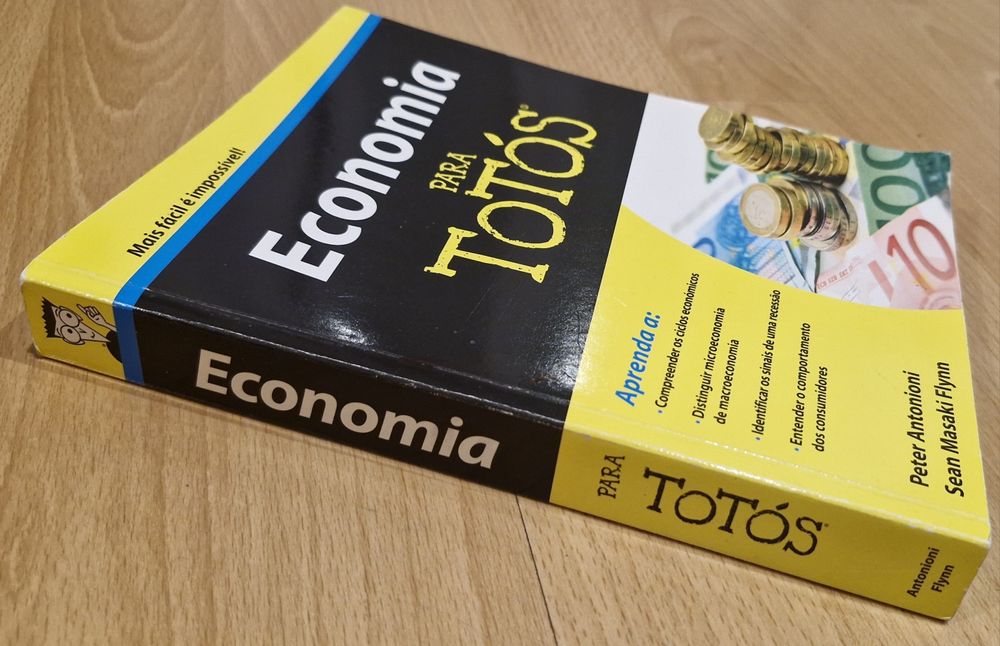 Mais fácil é impossível!
Economia
PARA
TOTÓS®
Aprenda a:
• Compreender os ciclos económicos
• Distinguir microeconomia
de macroeconomia
• Identificar os sinais de uma recessão
• Entender o comportamento
dos consumidores
Peter Antonioni
Sean Masaki Flynn
10
Economia
PARA
TOTÓS®
Antonioni
Flynn